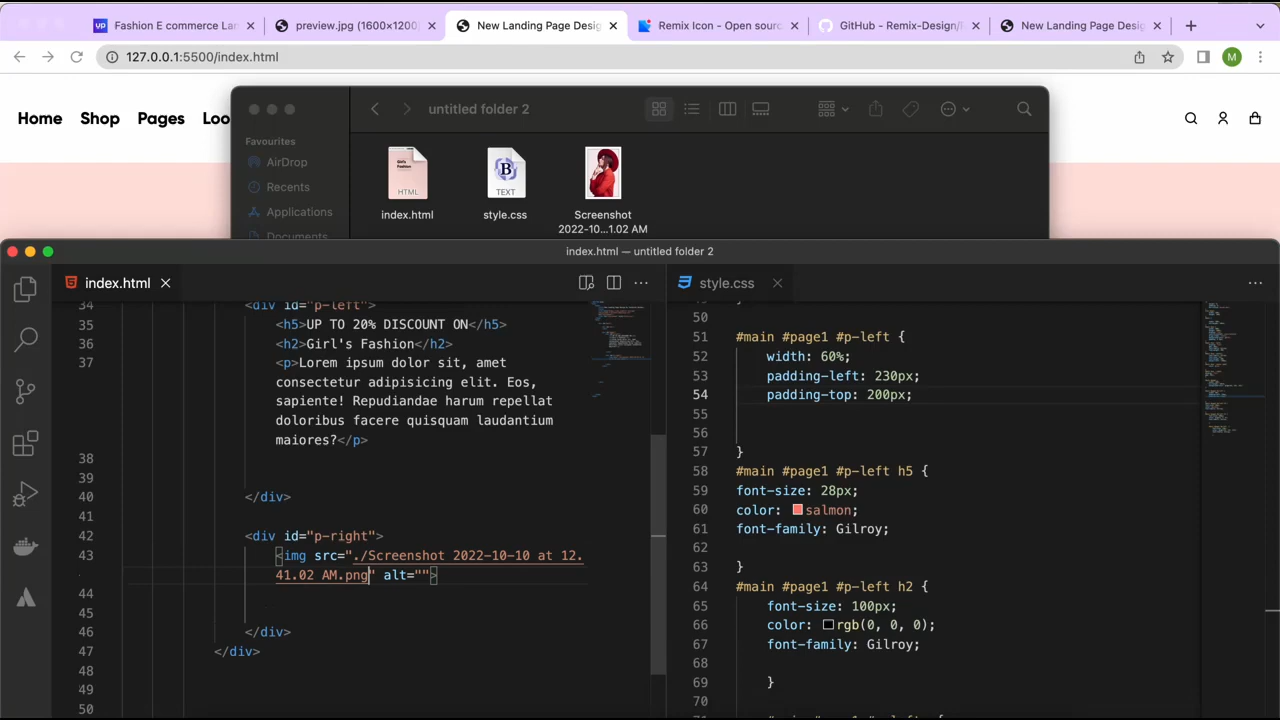 Fashion E commerce Lan
preview.jpg (1600×1200)
New Landing Page Desig
Remix Icon - Open sourc
GitHub - Remix-Design/
New Landing Page Desig
127.0.0.1:5500/index.html
M
Home Shop Pages Loo
untitled folder 2
Favourites
AirDrop
Recents
Applications
Documents
Girl's
Fashion
HTML
index.html
B
TEXT
style.css
Screenshot
2022-10...1.02 AM
index.html — untitled folder 2
index.html
style.css
34 <div id="p-left">
35 <h5>UP TO 20% DISCOUNT ON</h5>
36 <h2>Girl's Fashion</h2>
37 <p>Lorem ipsum dolor sit, amet
consectetur adipisicing elit. Eos,
sapiente! Repudiandae harum repellat
doloribus facere quisquam laudantium
maiores?</p>
38
39
40 </div>
41
42 <div id="p-right">
43 <img src="./Screenshot 2022-10-10 at 12.
41.02 AM.png" alt="">
44
45
46 </div>
47 </div>
48
49
50
50
51 #main #page1 #p-left {
52 width: 60%;
53 padding-left: 230px;
54 padding-top: 200px;
55
56
57 }
58 #main #page1 #p-left h5 {
59 font-size: 28px;
60 color: salmon;
61 font-family: Gilroy;
62
63 }
64 #main #page1 #p-left h2 {
65 font-size: 100px;
66 color: rgb(0, 0, 0);
67 font-family: Gilroy;
68
69 }
70